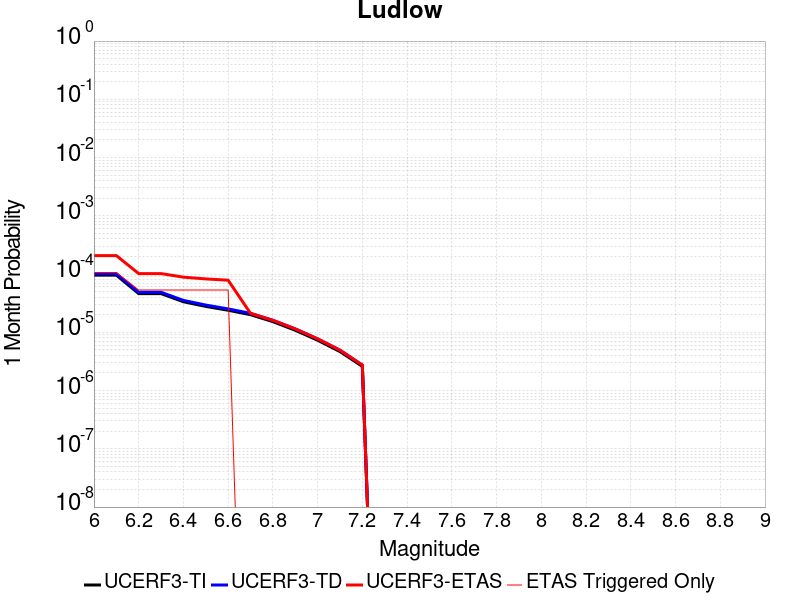 Ludlow
10^0
10^-1
10^-2
10^-3
10^-4
10^-5
10^-6
10^-7
10^-8
1 Month Probability
6 6.2 6.4 6.6 6.8 7 7.2 7.4 7.6 7.8 8 8.2 8.4 8.6 8.8 9
Magnitude
UCERF3-TI UCERF3-TD UCERF3-ETAS ETAS Triggered Only